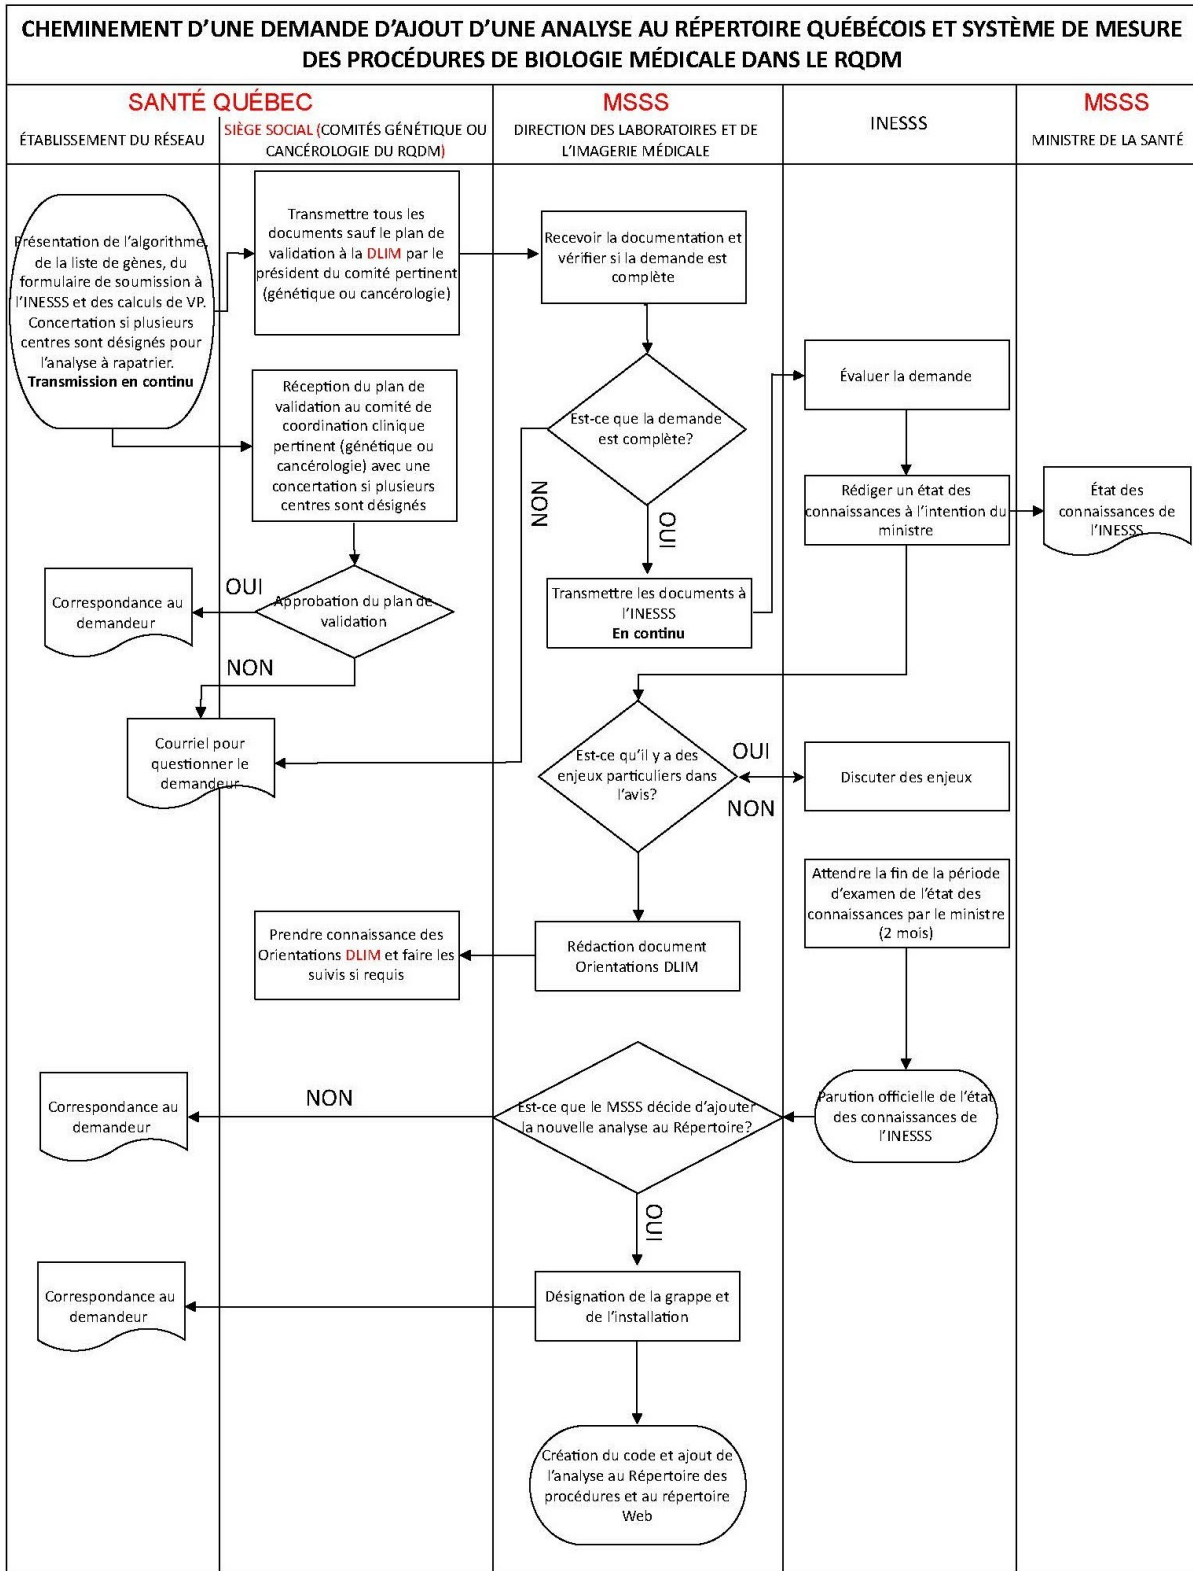 CHEMINEMENT D'UNE DEMANDE D'AJOUT D'UNE ANALYSE AU RÉPERTOIRE QUÉBÉCOIS ET SYSTÈME DE MESURE
DES PROCÉDURES DE BIOLOGIE MÉDICALE DANS LE RQDM
SANTÉ QUÉBEC
MSSS
INESSS
MSSS
ÉTABLISSEMENT DU RÉSEAU
SIÈGE SOCIAL (COMITÉS GÉNÉTIQUE OU
CANCÉROLOGIE DU RQDM)
DIRECTION DES LABORATOIRES ET DE
L'IMAGERIE MÉDICALE
MINISTRE DE LA SANTÉ
Présentation de l'algorithme,
de la liste de gènes, du
formulaire de soumission à
l'INESSS et des calculs de VP.
Concertation si plusieurs
centres sont désignés pour
l'analyse à rapatrier.
Transmission en continu
Transmettre tous les
documents sauf le plan de
validation à la DLIM par le
président du comité pertinent
(génétique ou cancérologie)
Recevoir la documentation et
vérifier si la demande est
complète
Réception du plan de
validation au comité de
coordination clinique
pertinent (génétique ou
cancérologie) avec une
concertation si plusieurs
centres sont désignés
Est-ce que la demande
est complète?
NON
OUI
Évaluer la demande
Rédiger un état des
connaissances à l'intention du
ministre
État des
connaissances de
l'INESSS
Transmettre les documents à
l'INESSS
En continu
Approbation du plan de
validation
OUI
Correspondance au
demandeur
NON
Courriel pour
questionner le
demandeur
Est-ce qu'il y a des
enjeux particuliers dans
l'avis?
OUI
NON
Discuter des enjeux
Attendre la fin de la période
d'examen de l'état des
connaissances par le ministre
(2 mois)
Rédaction document
Orientations DLIM
Prendre connaissance des
Orientations DLIM et faire les
suivis si requis
Parution officielle de l'état
des connaissances de
l'INESSS
Est-ce que le MSSS décide d'ajouter
la nouvelle analyse au Répertoire?
NON
Correspondance au
demandeur
OUI
Désignation de la grappe et
de l'installation
Correspondance au
demandeur
Création du code et ajout de
l'analyse au Répertoire des
procédures et au répertoire
Web